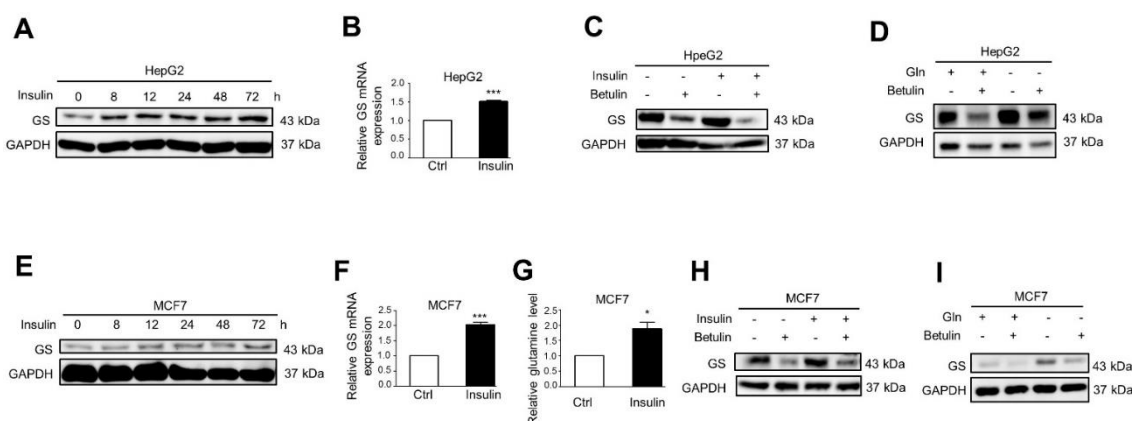 A
HepG2
Insulin 0 8 12 24 48 72 h
GS 43 kDa
GAPDH 37 kDa
B
HepG2
***
Relative GS mRNA
expression
2.0
1.5
1.0
0.5
0.0
Ctrl Insulin
C
HpeG2
Insulin - - + +
Betulin - + - +
GS 43 kDa
GAPDH 37 kDa
D
HepG2
Gln + + - -
Betulin - + - +
GS 43 kDa
GAPDH 37 kDa
E
MCF7
Insulin 0 8 12 24 48 72 h
GS 43 kDa
GAPDH 37 kDa
F
MCF7
***
Relative GS mRNA
expression
2.5
2.0
1.5
1.0
0.5
0.0
Ctrl Insulin
G
MCF7
*
Relative glutamine level
2.5
2.0
1.5
1.0
0.5
0.0
Ctrl Insulin
H
MCF7
Insulin - - + +
Betulin - + - +
GS 43 kDa
GAPDH 37 kDa
I
MCF7
Gln + + - -
Betulin - + - +
GS 43 kDa
GAPDH 37 kDa